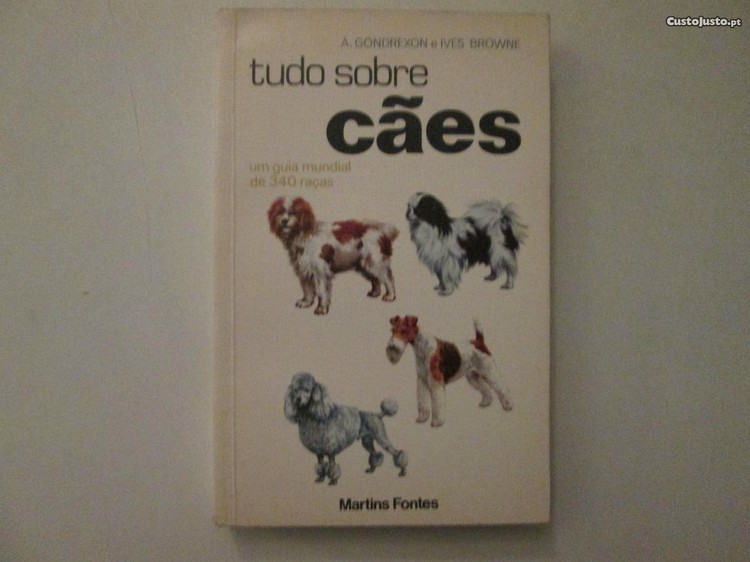 CustoJusto.pt
A. GONDREXON e IVES BROWNE
tudo sobre
cães
um guia mundial
de 340 raças
Martins Fontes